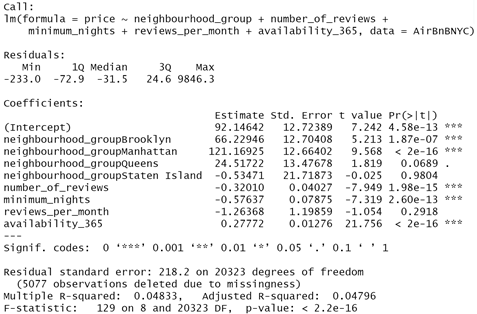 Call:
lm(formula = price ~ neighbourhood_group + number_of_reviews +
    minimum_nights + reviews_per_month + availability_365, data = AirBnBNYC)
Residuals:
   Min     1Q Median     3Q    Max
-233.0  -72.9  -31.5   24.6 9846.3
Coefficients:
                                  Estimate Std. Error t value Pr(>|t|)
(Intercept)                       92.14642   12.72389   7.242 4.58e-13 ***
neighbourhood_groupBrooklyn       66.22946   12.70408   5.213 1.87e-07 ***
neighbourhood_groupManhattan     121.16925   12.66402   9.568  < 2e-16 ***
neighbourhood_groupQueens         24.51722   13.47678   1.819   0.0689 .
neighbourhood_groupStaten Island  -0.53471   21.71873  -0.025   0.9804
number_of_reviews                 -0.32010    0.04027  -7.949 1.98e-15 ***
minimum_nights                    -0.57637    0.07875  -7.319 2.60e-13 ***
reviews_per_month                 -1.26368    1.19859  -1.054   0.2918
availability_365                   0.27772    0.01276  21.756  < 2e-16 ***
---
Signif. codes:  0 ‘***’ 0.001 ‘**’ 0.01 ‘*’ 0.05 ‘.’ 0.1 ‘ ’ 1
Residual standard error: 218.2 on 20323 degrees of freedom
  (5077 observations deleted due to missingness)
Multiple R-squared:  0.04833,	Adjusted R-squared:  0.04796
F-statistic:   129 on 8 and 20323 DF,  p-value: < 2.2e-16